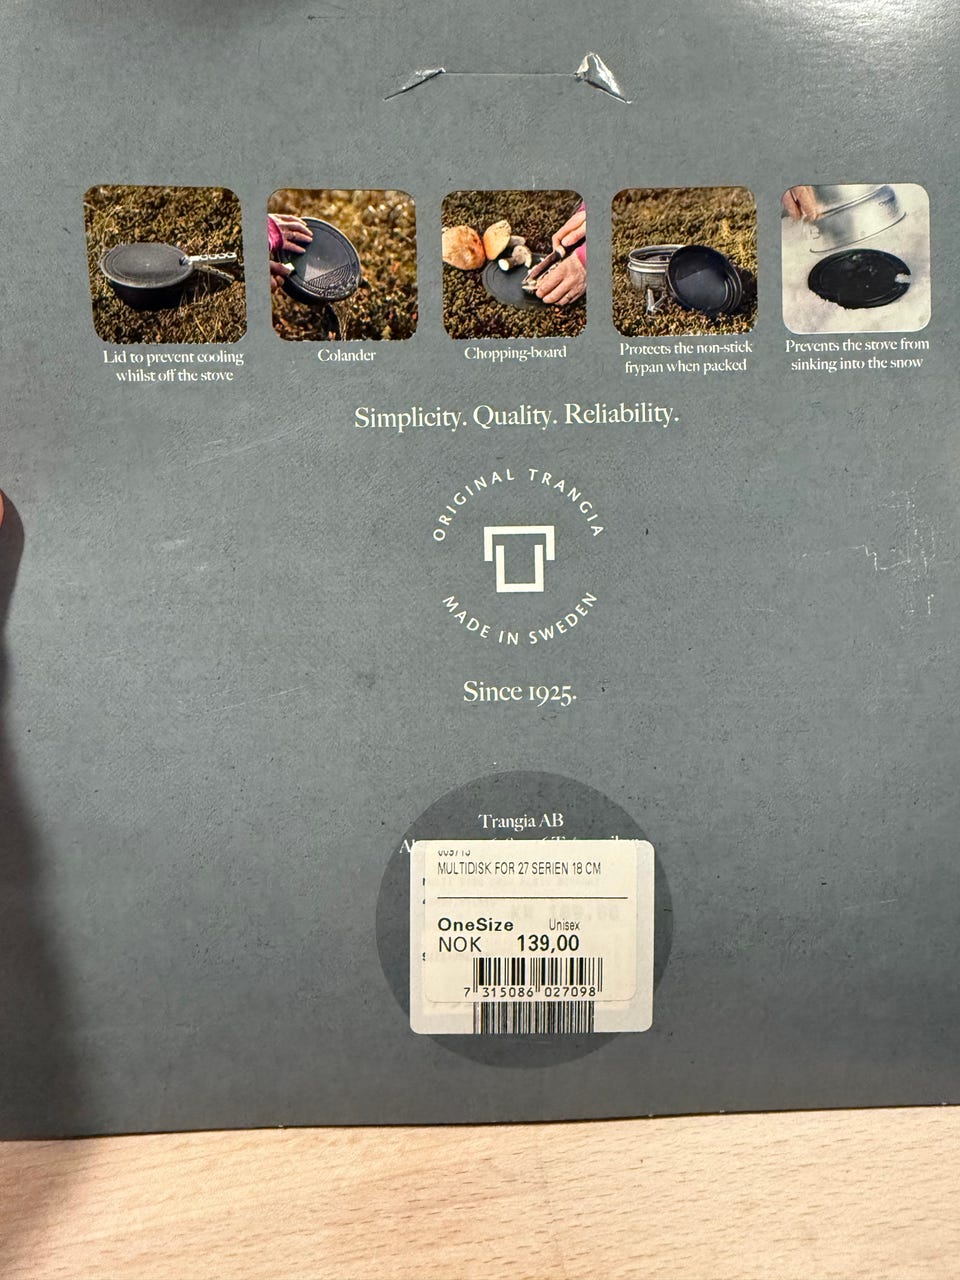 Lid to prevent cooling
whilst off the stove
Colander
Chopping-board
Protects the non-stick
frypan when packed
Prevents the stove from
sinking into the snow
Simplicity. Quality. Reliability.
ORIGINAL TRANGIA
MADE IN SWEDEN
Since 1925.
Trangia AB
MULTIDISK FOR 27 SERIEN 18 CM
OneSize Unisex
NOK 139,00
7 315086 027098